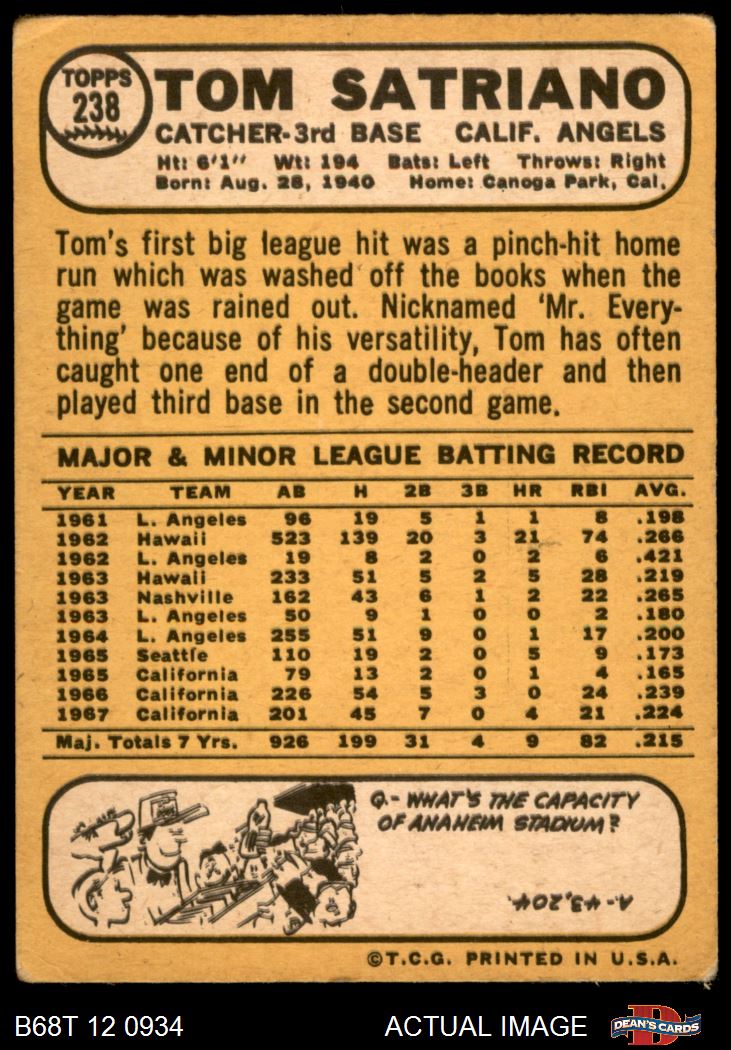 TOPPS
238
TOM SATRIANO
CATCHER-3rd BASE CALIF. ANGELS
Ht: 6'1" Wt: 194 Bats: Left Throws: Right
Born: Aug. 28, 1940 Home: Canoga Park, Cal.
Tom's first big league hit was a pinch-hit home
run which was washed off the books when the
game was rained out. Nicknamed 'Mr. Every-
thing' because of his versatility, Tom has often
caught one end of a double-header and then
played third base in the second game.
MAJOR & MINOR LEAGUE BATTING RECORD
YEAR TEAM AB H 2B 3B HR RBI AVG.
1961 L. Angeles 96 19 5 1 1 8 .198
1962 Hawaii 523 139 20 3 21 74 .266
1962 L. Angeles 19 8 2 0 2 6 .421
1963 Hawaii 233 51 5 2 5 28 .219
1963 Nashville 162 43 6 1 2 22 .265
1963 L. Angeles 50 9 1 0 0 2 .180
1964 L. Angeles 255 51 9 0 1 17 .200
1965 Seattle 110 19 2 0 5 9 .173
1965 California 79 13 2 0 1 4 .165
1966 California 226 54 5 3 0 24 .239
1967 California 201 45 7 0 4 21 .224
Maj. Totals 7 Yrs. 926 199 31 4 9 82 .215
Q.- WHAT'S THE CAPACITY
OF ANAHEIM STADIUM?
A-43,204.
©T.C.G. PRINTED IN U.S.A.
B68T 12 0934 ACTUAL IMAGE
D
DEAN'S CARDS